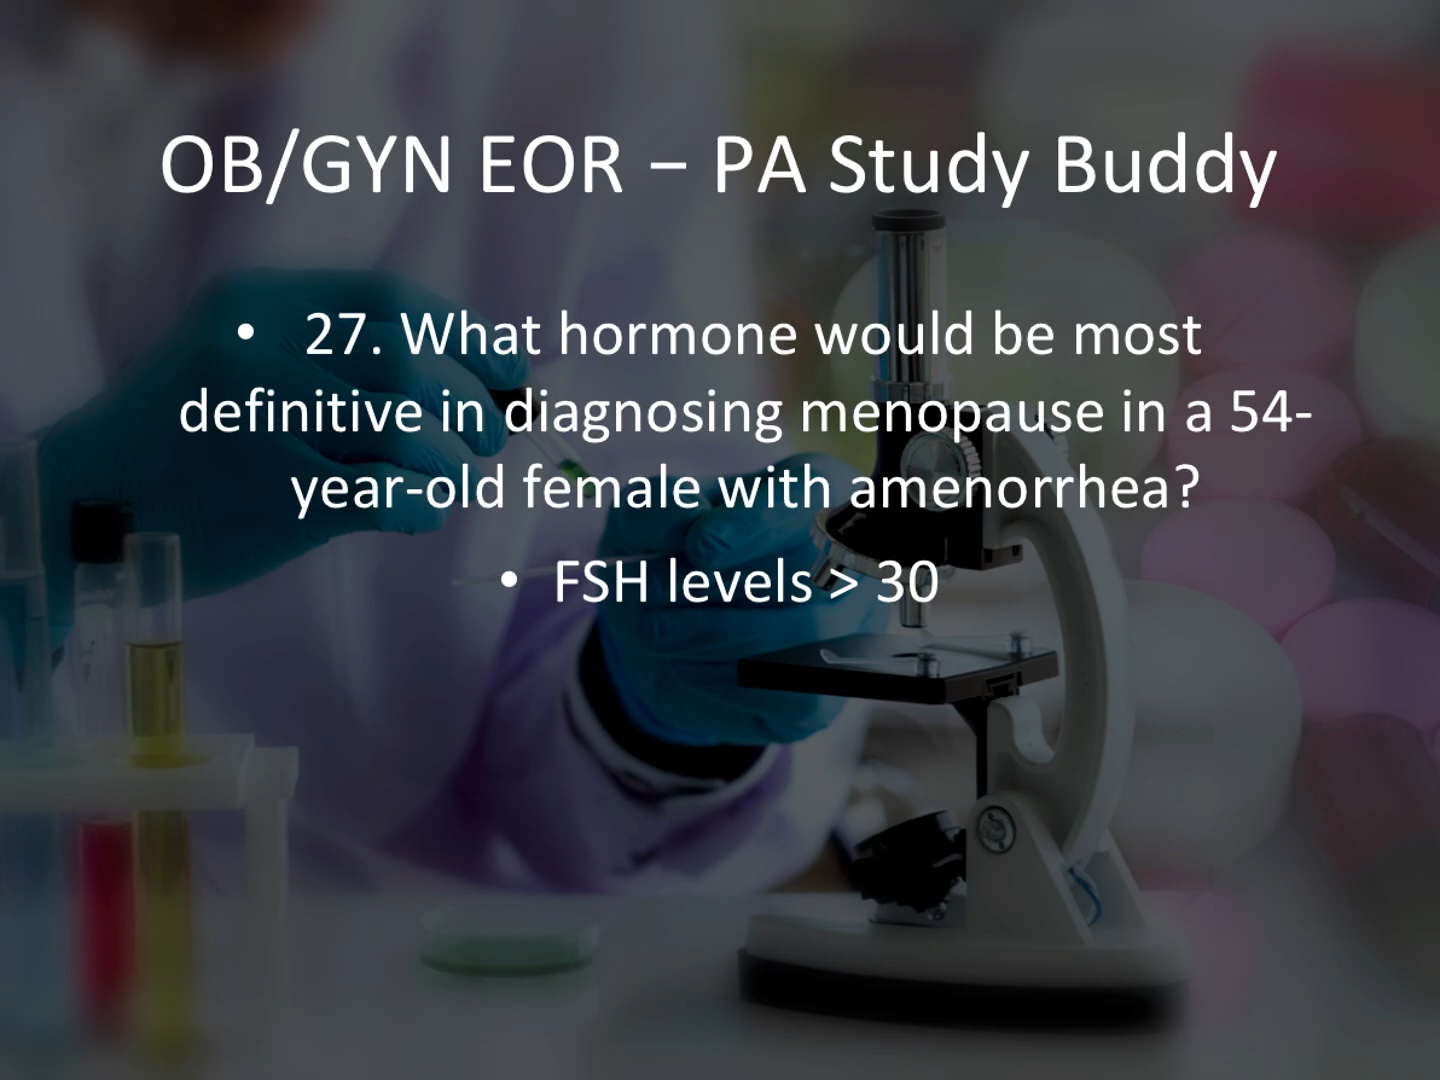 OB/GYN EOR – PA Study Buddy
• 27. What hormone would be most
definitive in diagnosing menopause in a 54-
year-old female with amenorrhea?
• FSH levels > 30